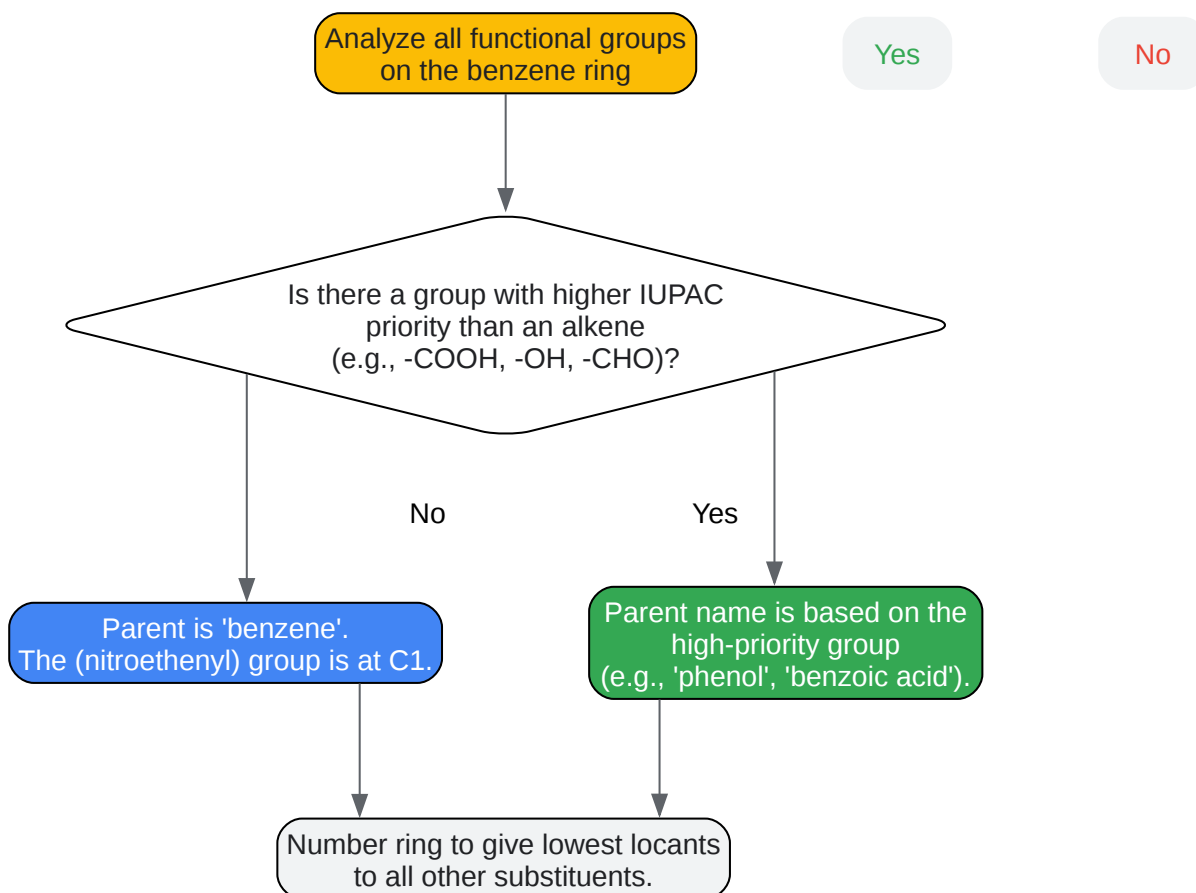 Analyze all functional groups
on the benzene ring
Yes
No
Is there a group with higher IUPAC
priority than an alkene
(e.g., -COOH, -OH, -CHO)?
No
Yes
Parent is 'benzene'.
The (nitroethenyl) group is at C1.
Parent name is based on the
high-priority group
(e.g., 'phenol', 'benzoic acid').
Number ring to give lowest locants
to all other substituents.